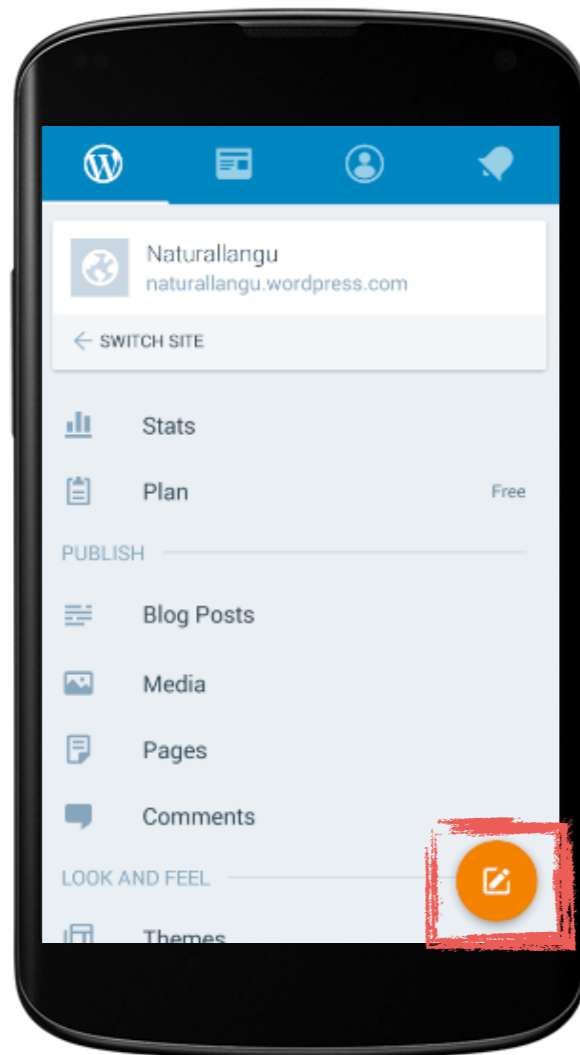 Naturallangu
naturallangu.wordpress.com
SWITCH SITE
Stats
Plan Free
PUBLISH
Blog Posts
Media
Pages
Comments
LOOK AND FEEL
Themes